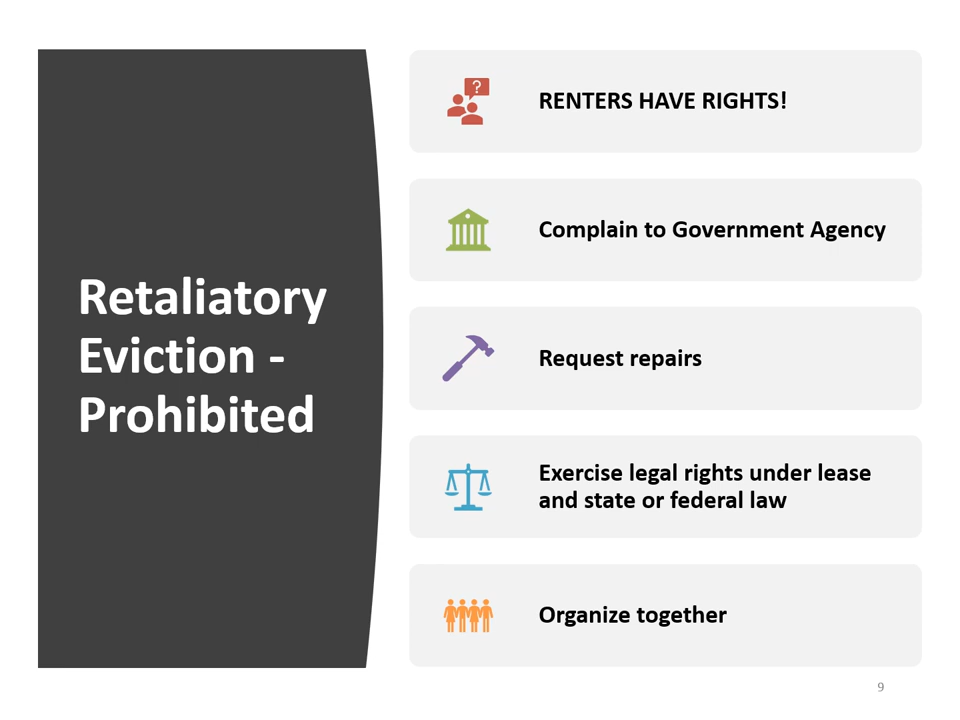 Retaliatory
Eviction -
Prohibited
?
RENTERS HAVE RIGHTS!
Complain to Government Agency
Request repairs
Exercise legal rights under lease
and state or federal law
Organize together
9